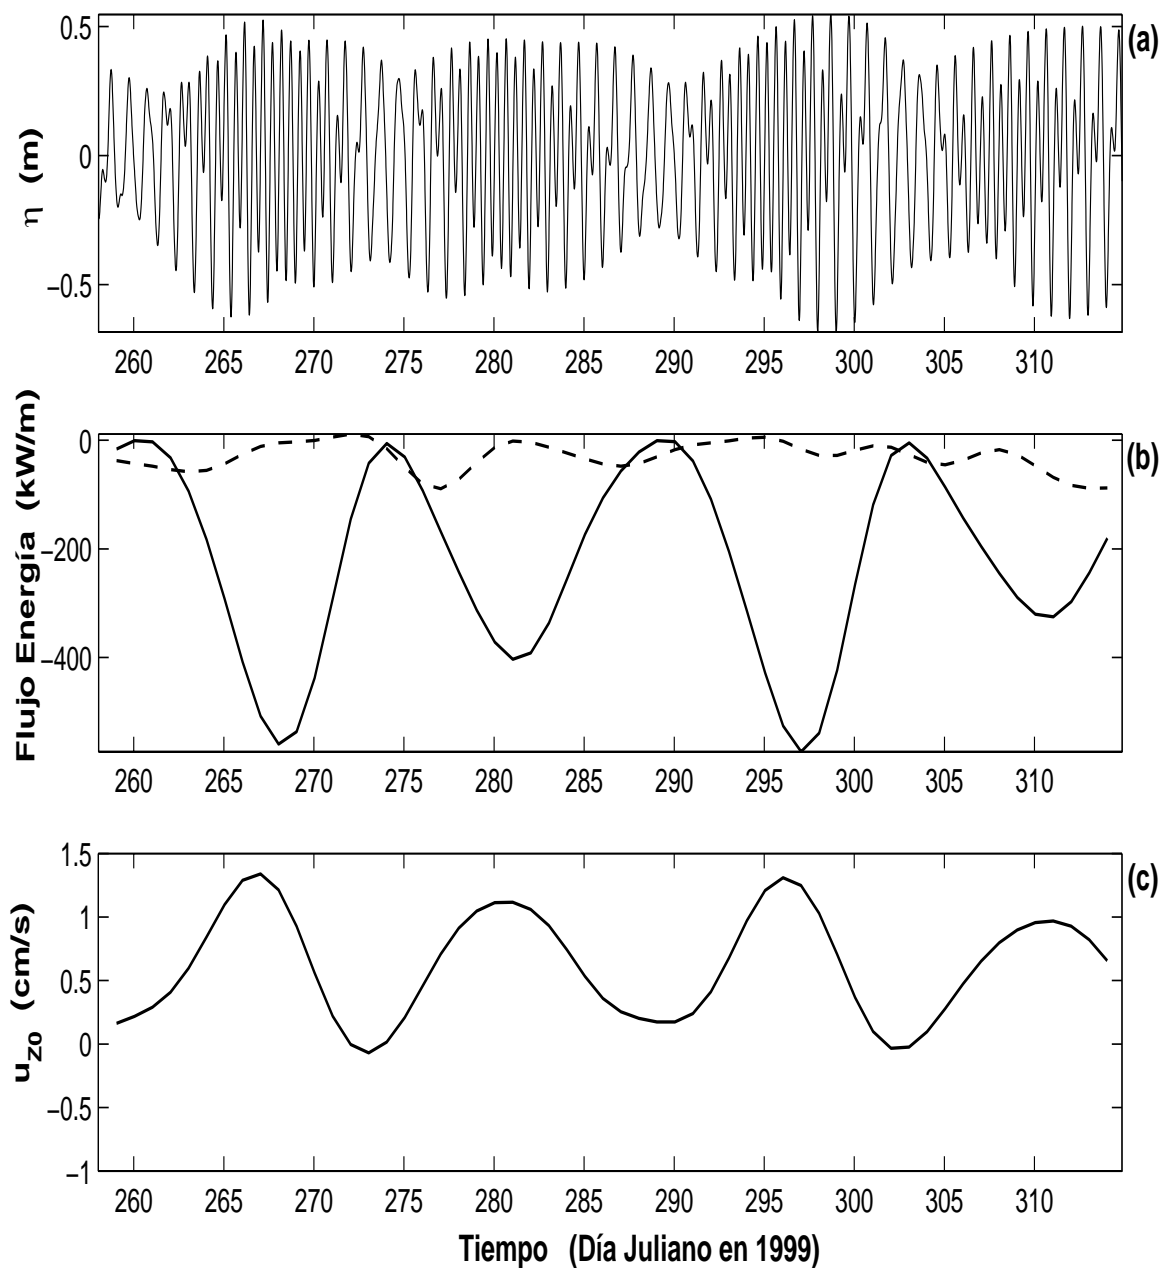 (a)
η (m)
0.5
0
−0.5
260 265 270 275 280 285 290 295 300 305 310
(b)
Flujo Energía (kW/m)
0
−200
−400
260 265 270 275 280 285 290 295 300 305 310
(c)
u_{z0} (cm/s)
1.5
1
0.5
0
−0.5
−1
260 265 270 275 280 285 290 295 300 305 310
Tiempo (Día Juliano en 1999)